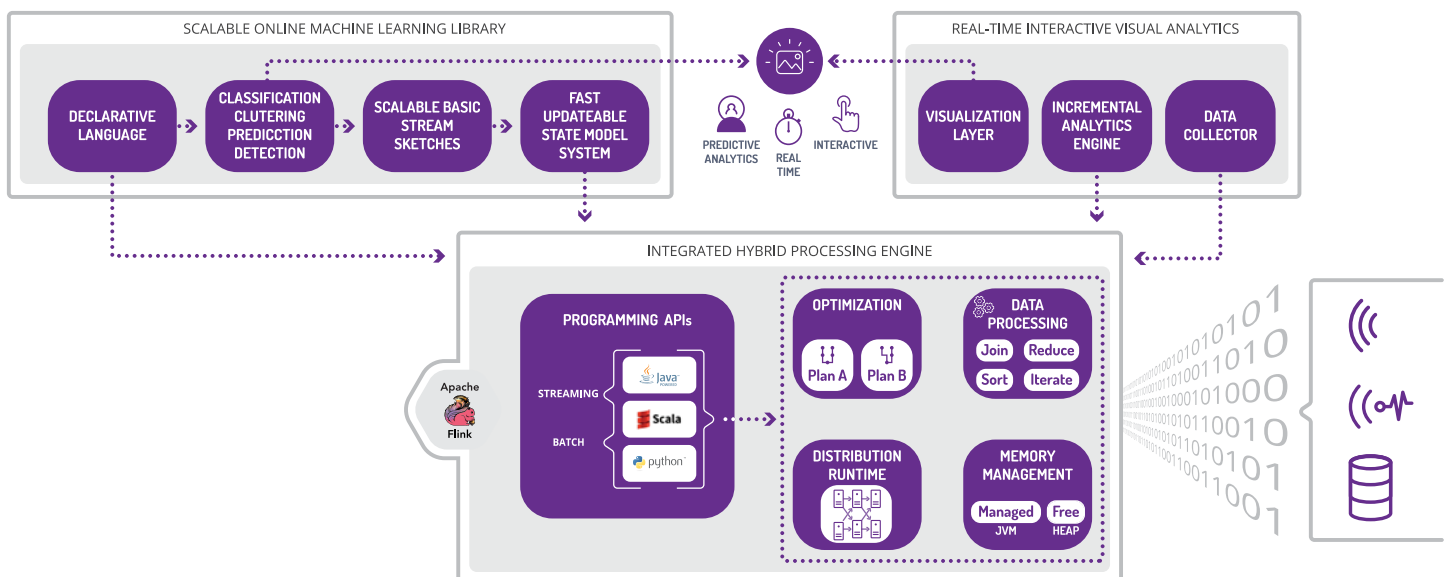 SCALABLE ONLINE MACHINE LEARNING LIBRARY
DECLARATIVE
LANGUAGE
CLASSIFICATION
CLUTERING
PREDICCTION
DETECTION
SCALABLE BASIC
STREAM
SKETCHES
FAST
UPDATEABLE
STATE MODEL
SYSTEM
PREDICTIVE
ANALYTICS
REAL
TIME
INTERACTIVE
REAL-TIME INTERACTIVE VISUAL ANALYTICS
VISUALIZATION
LAYER
INCREMENTAL
ANALYTICS
ENGINE
DATA
COLLECTOR
INTEGRATED HYBRID PROCESSING ENGINE
Apache
Flink
PROGRAMMING APIs
STREAMING
BATCH
Java
POWERED
Scala
python
OPTIMIZATION
Plan A
Plan B
DATA
PROCESSING
Join
Reduce
Sort
Iterate
DISTRIBUTION
RUNTIME
MEMORY
MANAGEMENT
Managed
JVM
Free
HEAP